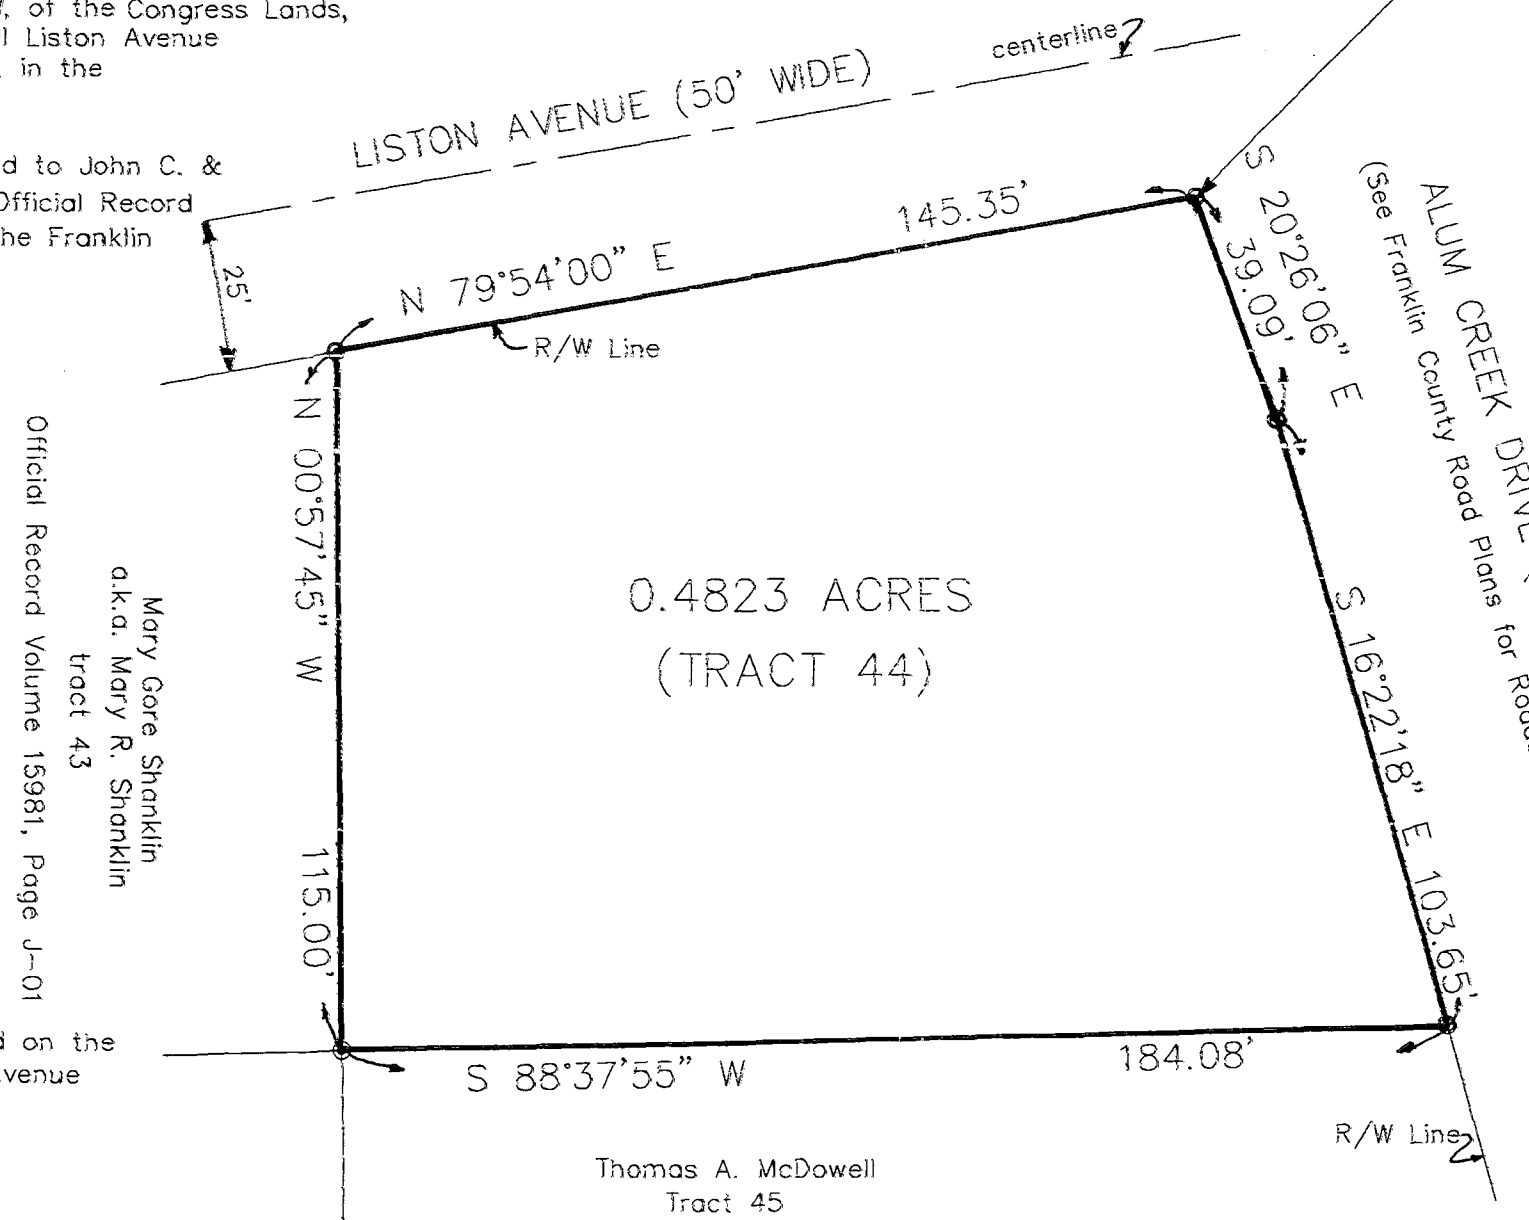 of the Congress Lands,
Liston Avenue
in the
to John C. &
Official Record
the Franklin
LISTON AVENUE (50' WIDE)
centerline
25'
N 79°54'00" E
145.35'
R/W Line
S 20°26'06" E
39.09'
ALUM CREEK DRIVE
(See Franklin County Road Plans for
N 00°57'45" W
115.00'
0.4823 ACRES
(TRACT 44)
S 16°22'18" E 103.65'
Mary Gore Shanklin
a.k.a. Mary R. Shanklin
tract 43
Official Record Volume 15981, Page J-01
on the
S 88°37'55" W
184.08'
R/W Line
Thomas A. McDowell
Tract 45